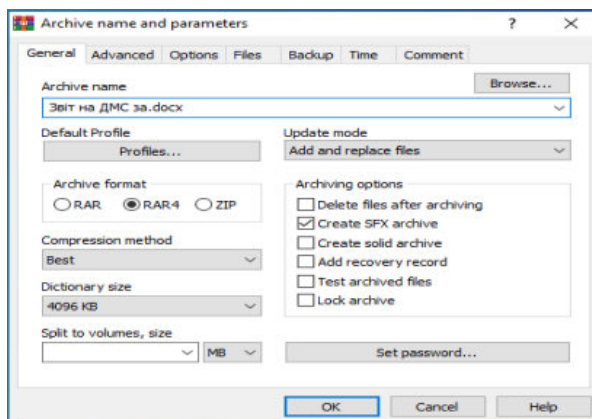 Archive name and parameters
?
General Advanced Options Files Backup Time Comment
Archive name
Browse...
Звіт на ДМС за.docx
Default Profile
Profiles...
Update mode
Add and replace files
Archive format
RAR RAR4 ZIP
Compression method
Best
Dictionary size
4096 KB
Split to volumes, size
MB
Archiving options
Delete files after archiving
Create SFX archive
Create solid archive
Add recovery record
Test archived files
Lock archive
Set password...
OK Cancel Help